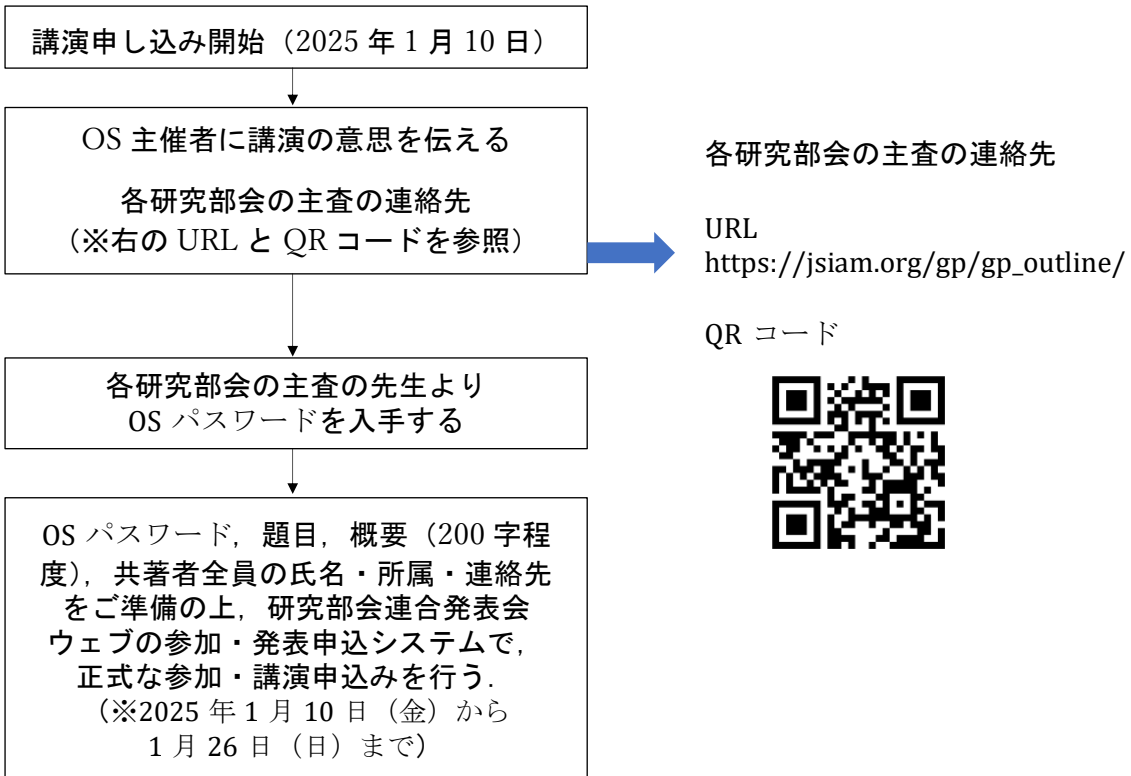 講演申し込み開始（2025 年 1 月 10 日）
OS 主催者に講演の意思を伝える
各研究部会の主査の連絡先
（※右の URL と QR コードを参照）
各研究部会の主査の連絡先
URL
https://jsiam.org/gp/gp_outline/
QR コード
各研究部会の主査の先生より
OS パスワードを入手する
OS パスワード，題目，概要（200 字程
度），共著者全員の氏名・所属・連絡先
をご準備の上，研究部会連合発表会
ウェブの参加・発表申込システムで，
正式な参加・講演申込みを行う．
（※2025 年 1 月 10 日（金）から
1 月 26 日（日）まで）